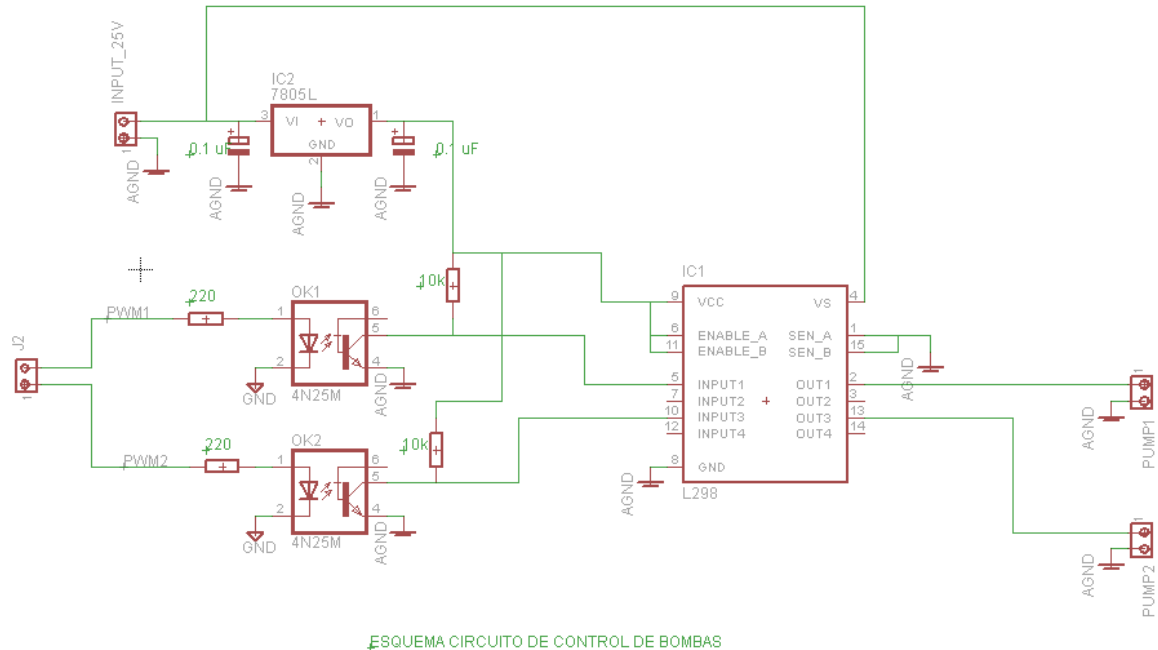 INPUT_25V
1
AGND
IC2
7805L
3
VI
VO
1
GND
2
0.1 uF
0.1 uF
AGND
AGND
AGND
10k
PWM1
220
OK1
1
6
5
2
4
GND
4N25M
AGND
J2
1
PWM2
220
OK2
10k
1
6
5
2
4
GND
4N25M
AGND
IC1
9
VCC
VS
4
6
ENABLE_A
SEN_A
1
11
ENABLE_B
SEN_B
15
5
INPUT1
OUT1
2
7
INPUT2
OUT2
3
10
INPUT3
OUT3
13
12
INPUT4
OUT4
14
8
GND
L298
AGND
AGND
1
AGND
PUMP1
1
AGND
PUMP2
ESQUEMA CIRCUITO DE CONTROL DE BOMBAS